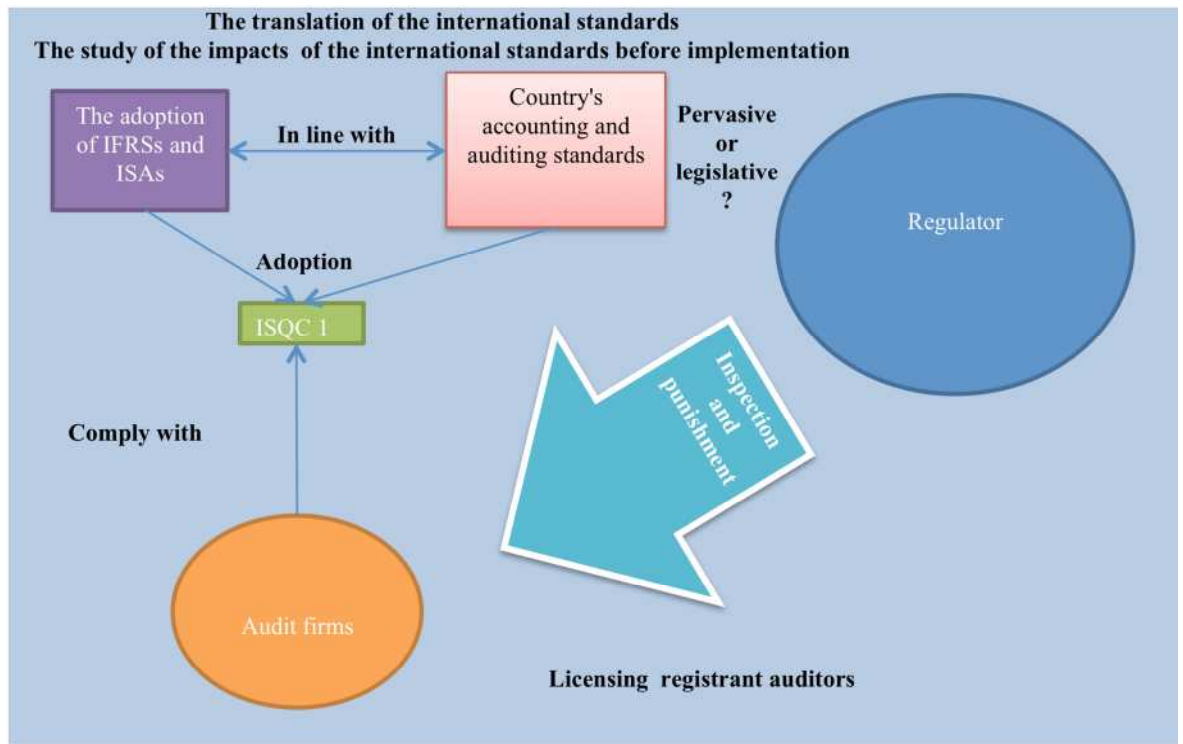 The translation of the international standards
The study of the impacts of the international standards before implementation
The adoption
of IFRSs and
ISAs
In line with
Country's
accounting and
auditing standards
Pervasive
or
legislative
?
Regulator
Adoption
ISQC 1
Inspection
and
punishment
Comply with
Audit firms
Licensing registrant auditors